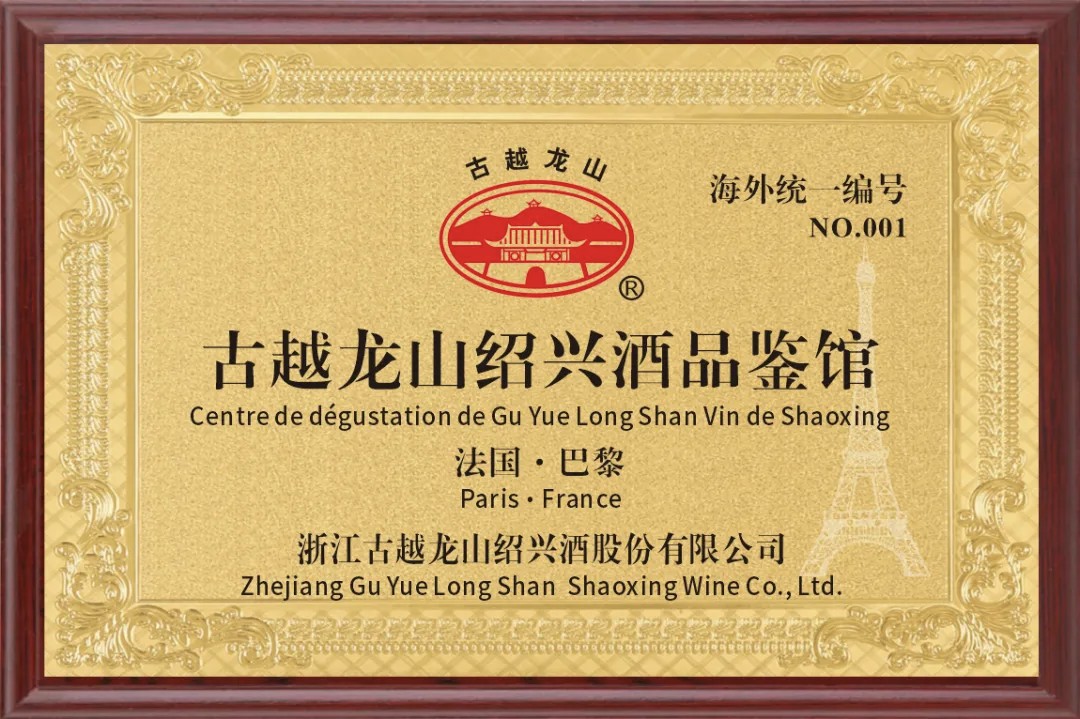 古越龙山
®
海外统一编号
NO.001
古越龙山绍兴酒品鉴馆
Centre de dégustation de Gu Yue Long Shan Vin de Shaoxing
法国·巴黎
Paris·France
浙江古越龙山绍兴酒股份有限公司
Zhejiang Gu Yue Long Shan Shaoxing Wine Co., Ltd.